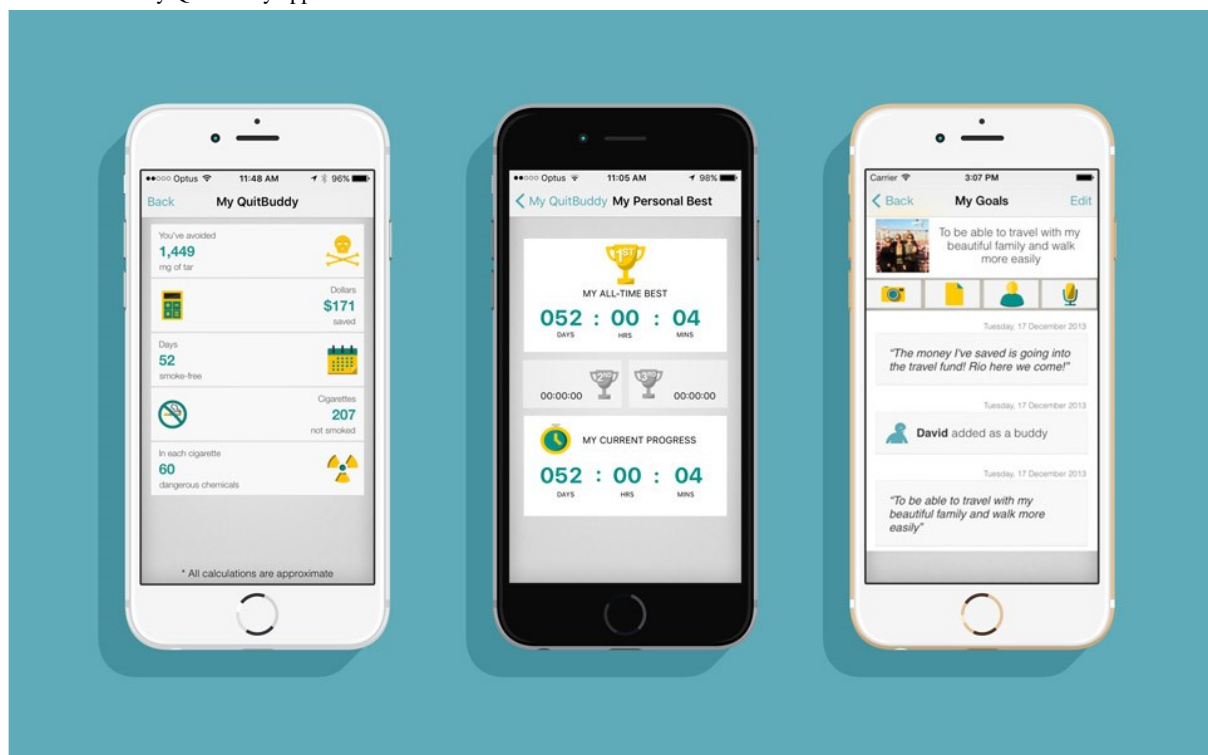 Optus 11:48 AM 96%
Back My QuitBuddy
You've avoided
1,449
mg of tar
Dollars
$171
saved
Days
52
smoke-free
Cigarettes
207
not smoked
In each cigarette
60
dangerous chemicals
* All calculations are approximate
Optus 11:05 AM 98%
My QuitBuddy My Personal Best
1ST
MY ALL-TIME BEST
052 : 00 : 04
DAYS HRS MINS
2ND 3RD
00:00:00 00:00:00
MY CURRENT PROGRESS
052 : 00 : 04
DAYS HRS MINS
Carrier 3:07 PM
Back My Goals Edit
To be able to travel with my
beautiful family and walk
more easily
Tuesday, 17 December 2013
"The money I've saved is going into
the travel fund! Rio here we come!"
Tuesday, 17 December 2013
David added as a buddy
Tuesday, 17 December 2013
"To be able to travel with my
beautiful family and walk more
easily"